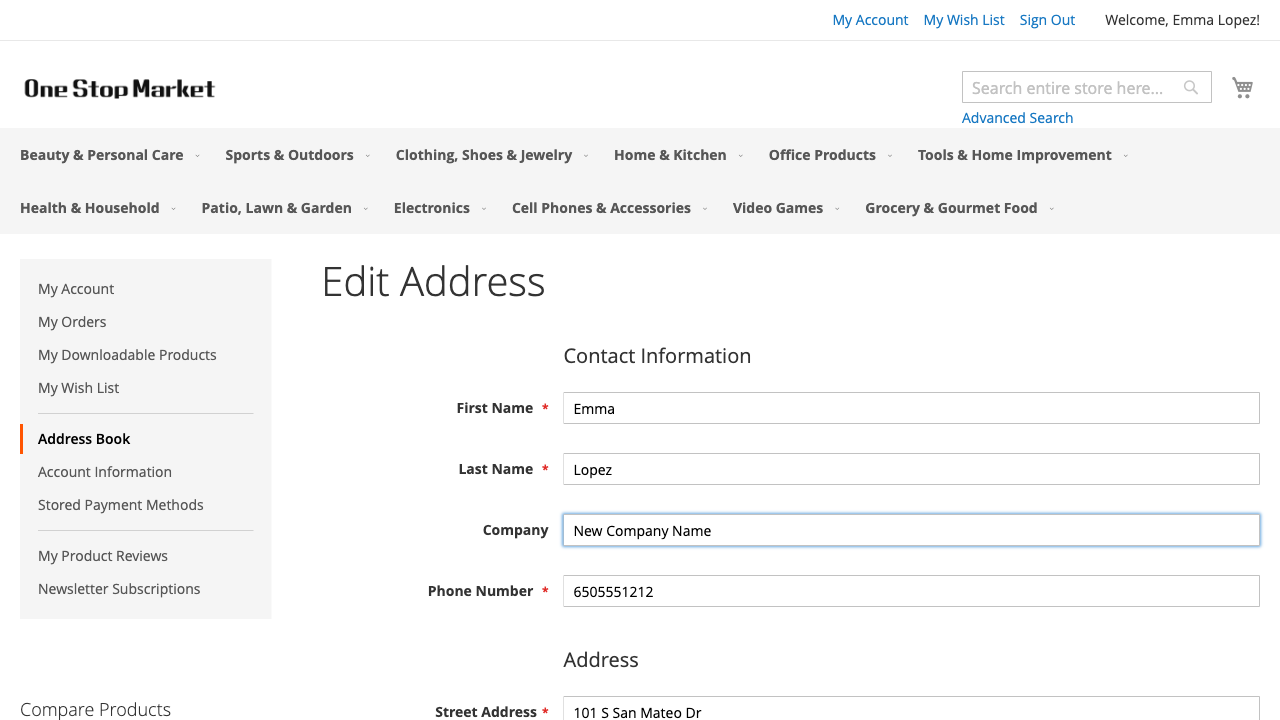 My Account My Wish List Sign Out Welcome, Emma Lopez!
One Stop Market
Search entire store here...
Advanced Search
Beauty & Personal Care Sports & Outdoors Clothing, Shoes & Jewelry Home & Kitchen Office Products Tools & Home Improvement
Health & Household Patio, Lawn & Garden Electronics Cell Phones & Accessories Video Games Grocery & Gourmet Food
My Account
My Orders
My Downloadable Products
My Wish List
Address Book
Account Information
Stored Payment Methods
My Product Reviews
Newsletter Subscriptions
Compare Products
Edit Address
Contact Information
First Name * Emma
Last Name * Lopez
Company New Company Name
Phone Number * 6505551212
Address
Street Address * 101 S San Mateo Dr